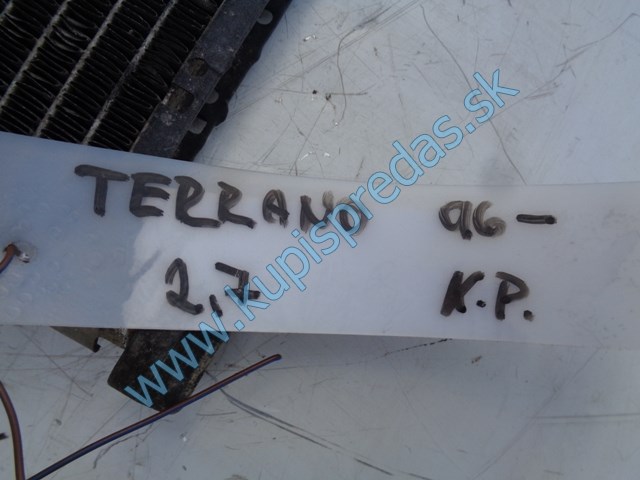 TERRANO 96-
2,7 K.P.
www.kupispredas.sk